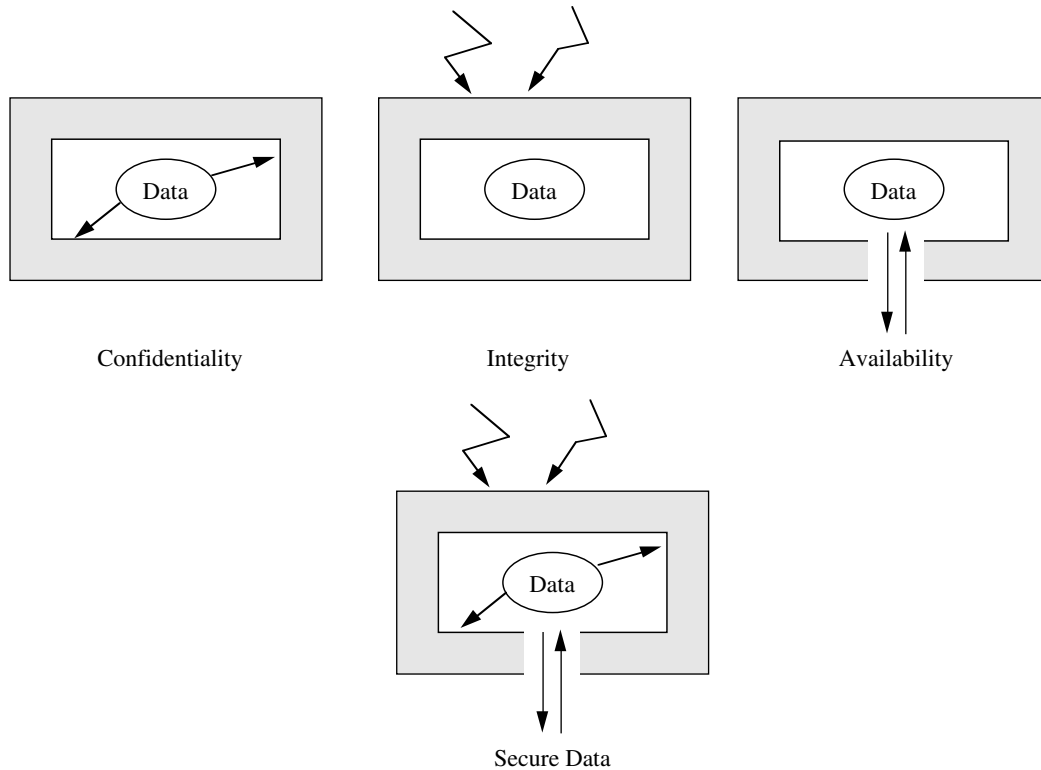 Data
Data
Data
Confidentiality
Integrity
Availability
Data
Secure Data